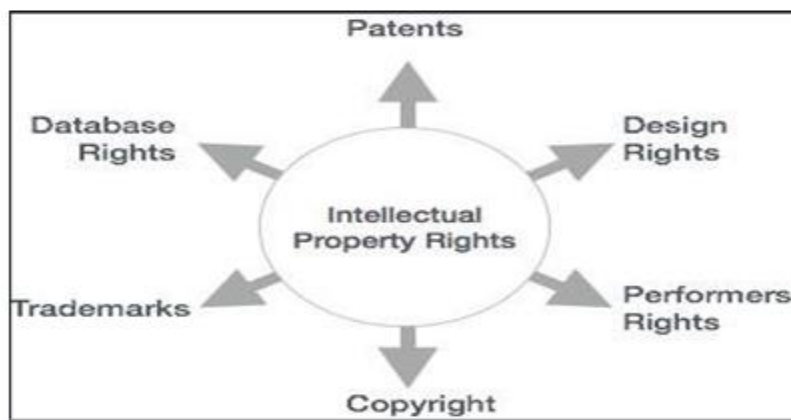 Patents
Database
Rights
Design
Rights
Intellectual
Property Rights
Trademarks
Performers
Rights
Copyright